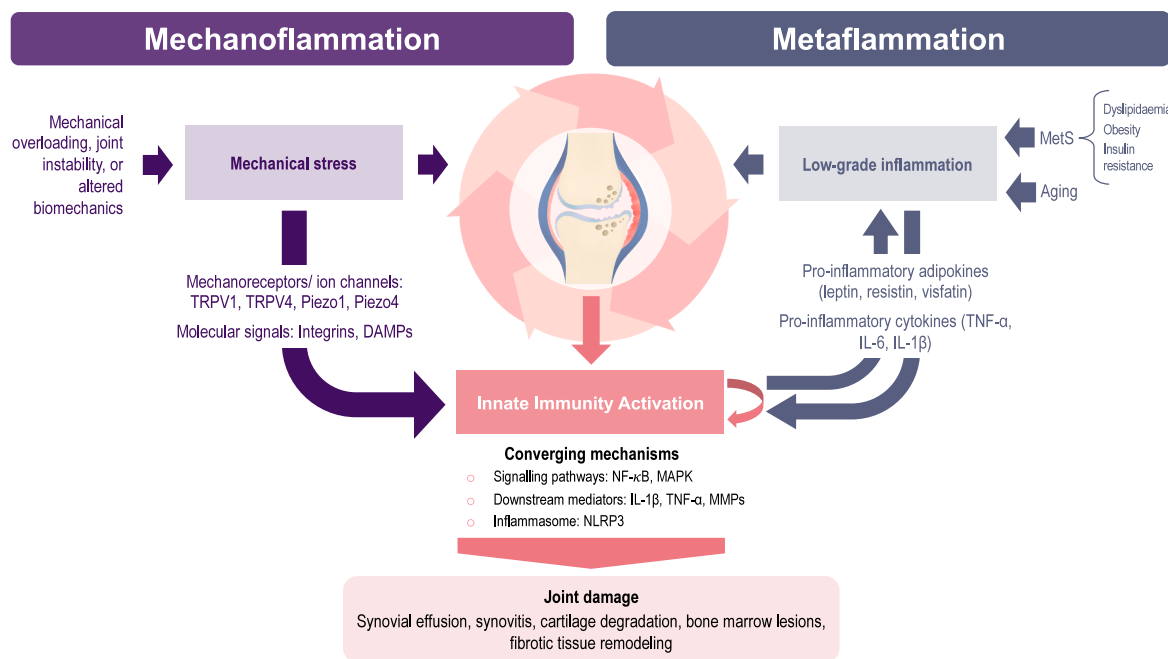 Mechanoflammation
Metaflammation
Mechanical
overloading, joint
instability, or
altered
biomechanics
Mechanical stress
Low-grade inflammation
MetS
Dyslipidaemia
Obesity
Insulin
resistance
Aging
Mechanoreceptors/ ion channels:
TRPV1, TRPV4, Piezo1, Piezo4
Molecular signals: Integrins, DAMPs
Pro-inflammatory adipokines
(leptin, resistin, visfatin)
Pro-inflammatory cytokines (TNF-α,
IL-6, IL-1β)
Innate Immunity Activation
Converging mechanisms
○ Signalling pathways: NF-κB, MAPK
○ Downstream mediators: IL-1β, TNF-α, MMPs
○ Inflammasome: NLRP3
Joint damage
Synovial effusion, synovitis, cartilage degradation, bone marrow lesions,
fibrotic tissue remodeling